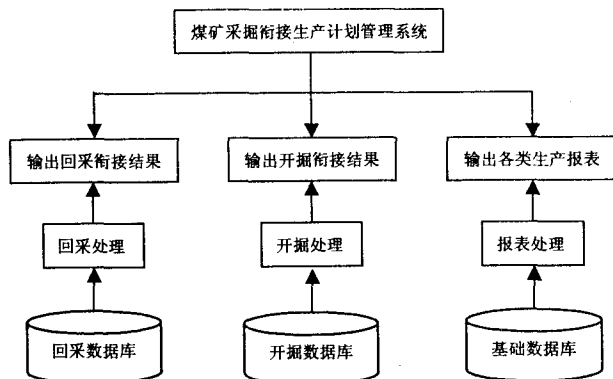 煤矿采掘衔接生产计划管理系统
输出回采衔接结果
输出开掘衔接结果
输出各类生产报表
回采处理
开掘处理
报表处理
回采数据库
开掘数据库
基础数据库